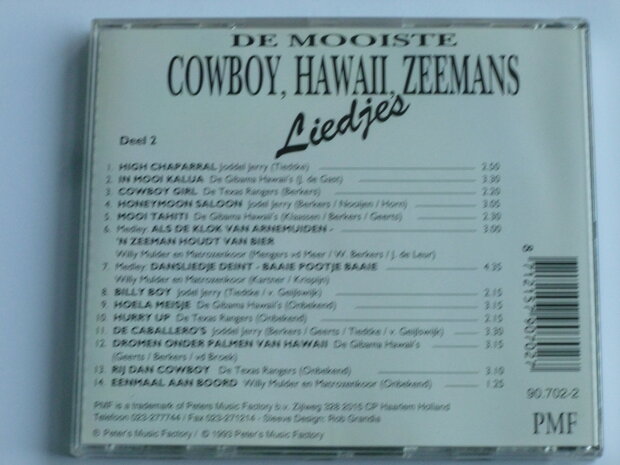 DE MOOISTE
COWBOY, HAWAII, ZEEMANS
Liedjes
Deel 2
1. HIGH CHAPARRAL Joddel Jerry (Tiedtke) 2.50
2. IN MOOI KALUA De Gibama Hawaii's (J. de Gast) 3.30
3. COWBOY GIRL De Texas Rangers (Berkers) 2.20
4. HONEYMOON SALOON Jodel Jerry (Berkers / Nooijen / Horn) 3.05
5. MOOI TAHITI De Gibama Hawaii's (Klaassen / Berkers / Geerts) 2.30
6. Medley: ALS DE KLOK VAN ARNEMUIDEN - 3.00
'N ZEEMAN HOUDT VAN BIER
Willy Mulder en Matrozenkoor (Mengers vd Meer / W. Berkers / J. de Leur)
7. Medley: DANSLIEDJE DEINT - BAAIE POOTJE BAAIE 4.35
Willy Mulder en Matrozenkoor (Kartner / Krispijn)
8. BILLY BOY Jodel Jerry (Tiedtke / v. Geijlswijk) 2.15
9. HOELA MEISJE De Gibama Hawaii's (Onbekend) 3.15
10. HURRY UP De Texas Rangers (Onbekend) 2.15
11. DE CABALLERO'S Joddel Jerry (Berkers / Geerts / Tiedtke / v. Geijlswijk) 3.30
12. DROMEN ONDER PALMEN VAN HAWAII De Gibama Hawaii's 3.15
(Geerts / Berkers / vd Broek)
13. RIJ DAN COWBOY De Texas Rangers (Onbekend) 3.10
14. EENMAAL AAN BOORD Willy Mulder en Matrozenkoor (Onbekend) 1.25
8 712157 907027
90.702-2
PMF is a trademark of Peters Music Factory b.v. Zijlweg 328 2015 CP Haarlem Holland
Telefoon 023-277744 / Fax 023-271214 - Sleeve Design: Rob Grandia
PMF
℗ Peter's Music Factory / © 1993 Peter's Music Factory